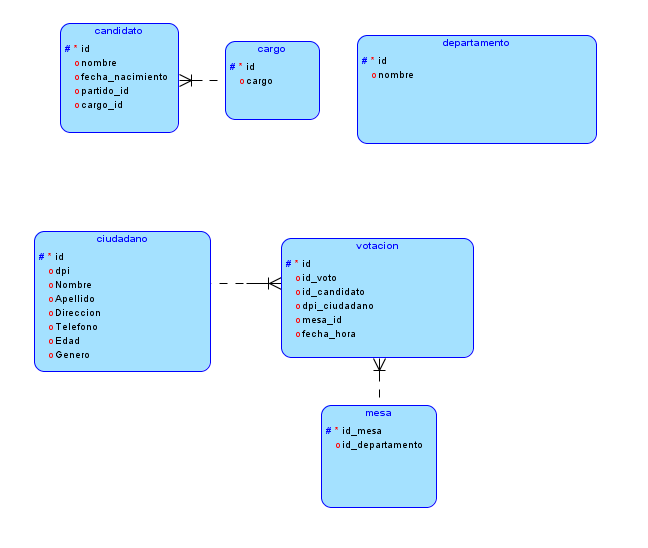 candidato
# * id
o nombre
o fecha_nacimiento
o partido_id
o cargo_id
cargo
# * id
o cargo
departamento
# * id
o nombre
ciudadano
# * id
o dpi
o Nombre
o Apellido
o Direccion
o Telefono
o Edad
o Genero
votacion
# * id
o id_voto
o id_candidato
o dpi_ciudadano
o mesa_id
o fecha_hora
mesa
# * id_mesa
o id_departamento